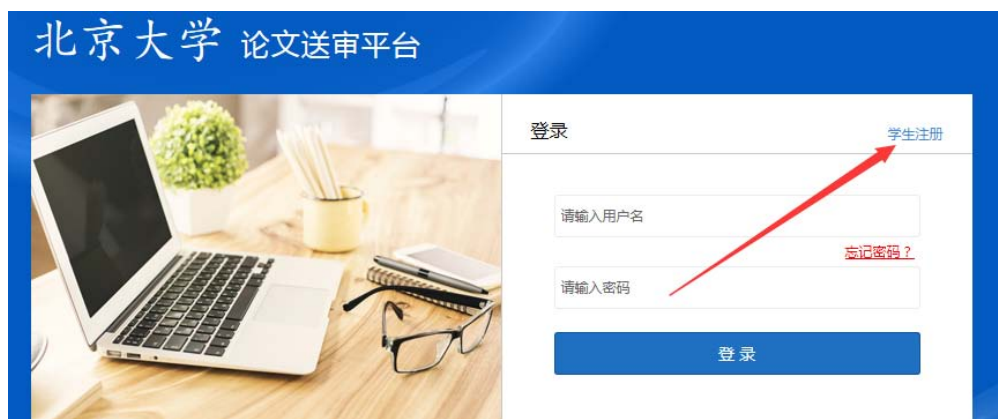 北京大学 论文送审平台
登录
学生注册
请输入用户名
忘记密码？
请输入密码
登 录